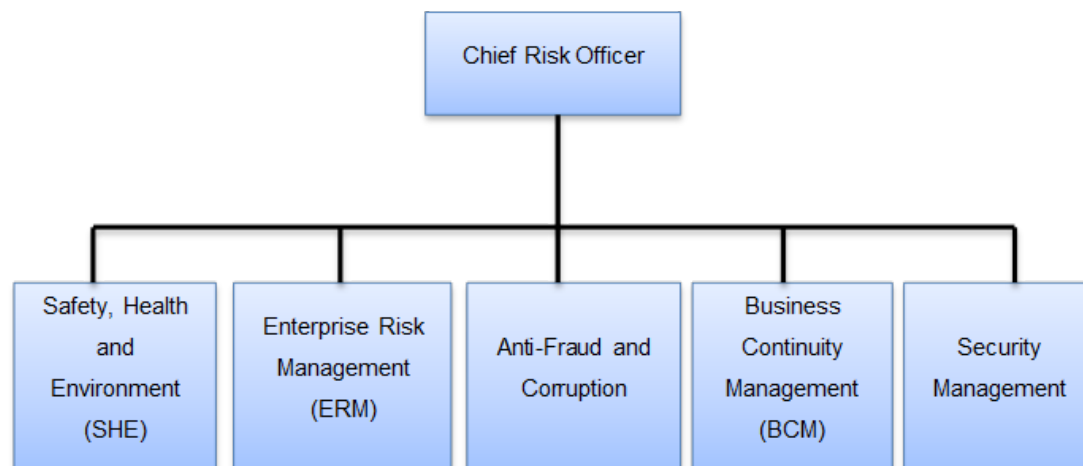 Chief Risk Officer
Safety, Health
and
Environment
(SHE)
Enterprise Risk
Management
(ERM)
Anti-Fraud and
Corruption
Business
Continuity
Management
(BCM)
Security
Management